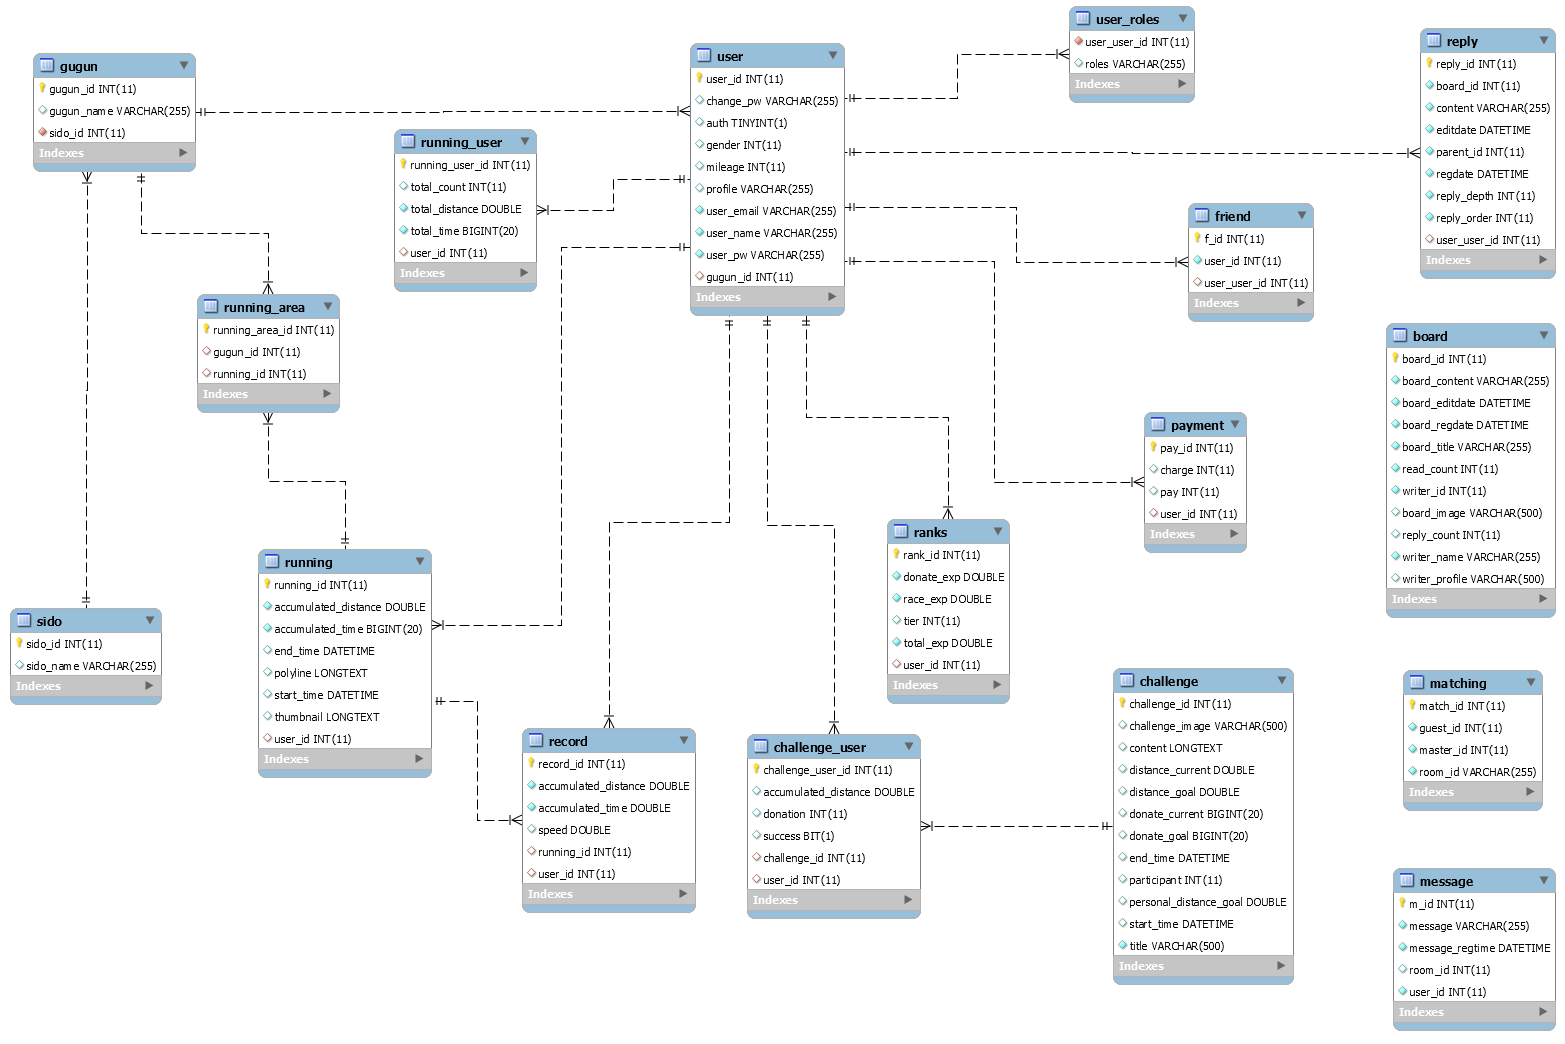 gugun
gugun_id INT(11)
gugun_name VARCHAR(255)
sido_id INT(11)
Indexes
running_user
running_user_id INT(11)
total_count INT(11)
total_distance DOUBLE
total_time BIGINT(20)
user_id INT(11)
Indexes
user
user_id INT(11)
change_pw VARCHAR(255)
auth TINYINT(1)
gender INT(11)
mileage INT(11)
profile VARCHAR(255)
user_email VARCHAR(255)
user_name VARCHAR(255)
user_pw VARCHAR(255)
gugun_id INT(11)
Indexes
user_roles
user_user_id INT(11)
roles VARCHAR(255)
Indexes
reply
reply_id INT(11)
board_id INT(11)
content VARCHAR(255)
editdate DATETIME
parent_id INT(11)
regdate DATETIME
reply_depth INT(11)
reply_order INT(11)
user_user_id INT(11)
Indexes
friend
f_id INT(11)
user_id INT(11)
user_user_id INT(11)
Indexes
running_area
running_area_id INT(11)
gugun_id INT(11)
running_id INT(11)
Indexes
board
board_id INT(11)
board_content VARCHAR(255)
board_editdate DATETIME
board_regdate DATETIME
board_title VARCHAR(255)
read_count INT(11)
writer_id INT(11)
board_image VARCHAR(500)
reply_count INT(11)
writer_name VARCHAR(255)
writer_profile VARCHAR(500)
Indexes
payment
pay_id INT(11)
charge INT(11)
pay INT(11)
user_id INT(11)
Indexes
ranks
rank_id INT(11)
donate_exp DOUBLE
race_exp DOUBLE
tier INT(11)
total_exp DOUBLE
user_id INT(11)
Indexes
running
running_id INT(11)
accumulated_distance DOUBLE
accumulated_time BIGINT(20)
end_time DATETIME
polyline LONGTEXT
start_time DATETIME
thumbnail LONGTEXT
user_id INT(11)
Indexes
sido
sido_id INT(11)
sido_name VARCHAR(255)
Indexes
record
record_id INT(11)
accumulated_distance DOUBLE
accumulated_time DOUBLE
speed DOUBLE
running_id INT(11)
user_id INT(11)
Indexes
challenge_user
challenge_user_id INT(11)
accumulated_distance DOUBLE
donation INT(11)
success BIT(1)
challenge_id INT(11)
user_id INT(11)
Indexes
challenge
challenge_id INT(11)
challenge_image VARCHAR(500)
content LONGTEXT
distance_current DOUBLE
distance_goal DOUBLE
donate_current BIGINT(20)
donate_goal BIGINT(20)
end_time DATETIME
participant INT(11)
personal_distance_goal DOUBLE
start_time DATETIME
title VARCHAR(500)
Indexes
matching
match_id INT(11)
guest_id INT(11)
master_id INT(11)
room_id VARCHAR(255)
Indexes
message
m_id INT(11)
message VARCHAR(255)
message_regtime DATETIME
room_id INT(11)
user_id INT(11)
Indexes